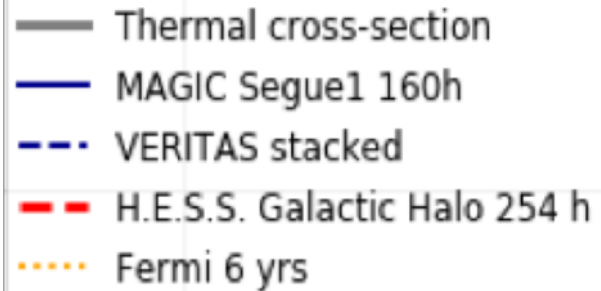 Thermal cross-section
MAGIC Segue1 160h
VERITAS stacked
H.E.S.S. Galactic Halo 254 h
Fermi 6 yrs